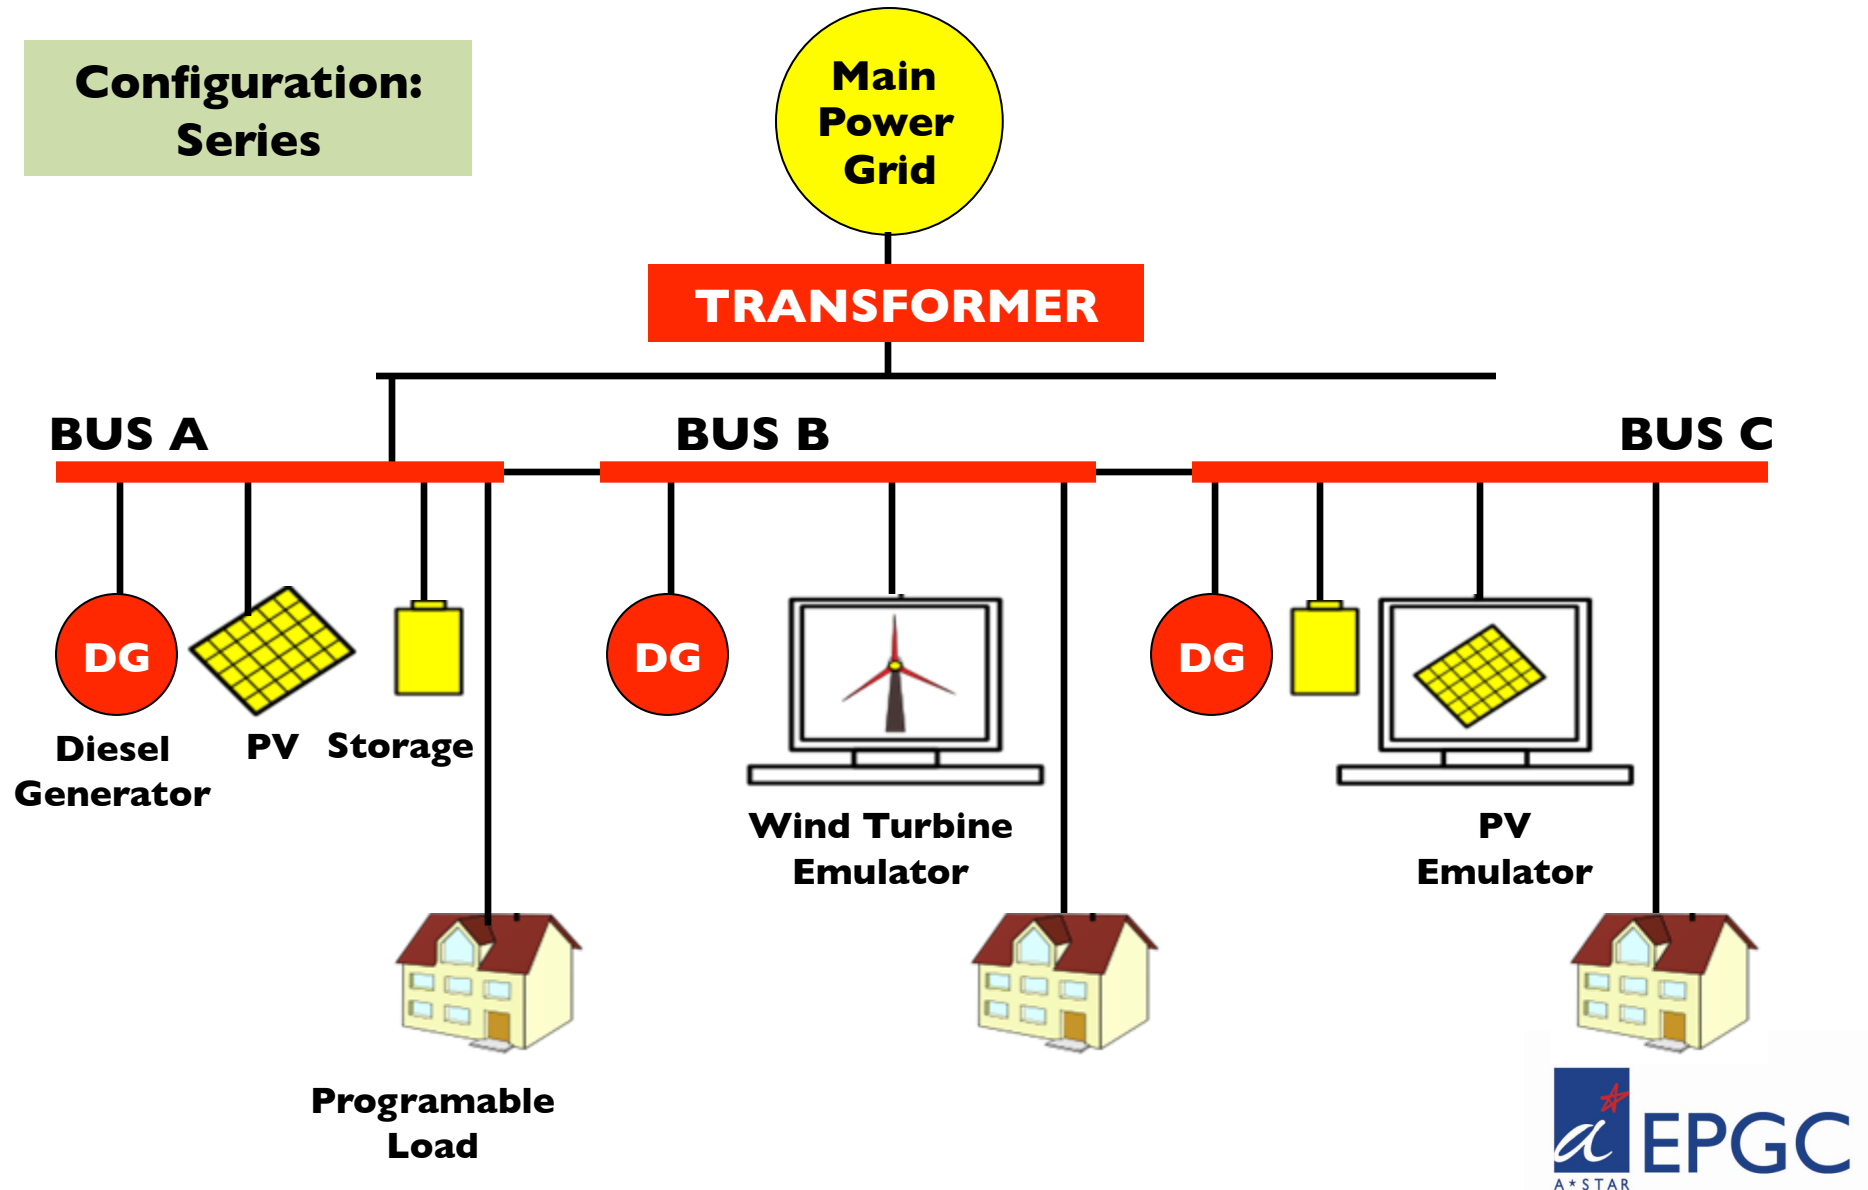 Configuration:
Series
Main
Power
Grid
TRANSFORMER
BUS A
BUS B
BUS C
DG
DG
DG
Diesel
Generator
PV
Storage
Wind Turbine
Emulator
PV
Emulator
Programable
Load
a
EPGC
A★STAR